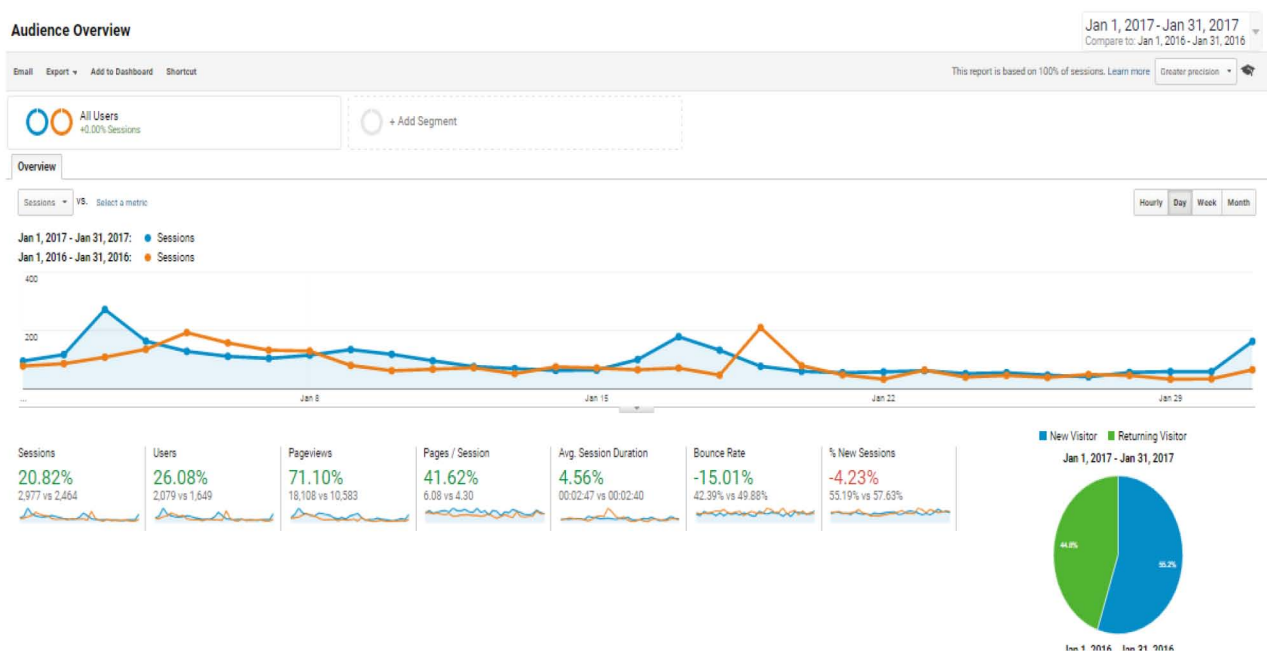 Audience Overview
Jan 1, 2017 - Jan 31, 2017
Compare to: Jan 1, 2016 - Jan 31, 2016
Email Export Add to Dashboard Shortcut
This report is based on 100% of sessions. Learn more Greater precision
All Users
+0.00% Sessions
+ Add Segment
Overview
Sessions VS. Select a metric
Hourly Day Week Month
Jan 1, 2017 - Jan 31, 2017: Sessions
Jan 1, 2016 - Jan 31, 2016: Sessions
400
200
... Jan 8 Jan 15 Jan 22 Jan 29
New Visitor Returning Visitor
Jan 1, 2017 - Jan 31, 2017
Sessions Users Pageviews Pages / Session Avg. Session Duration Bounce Rate % New Sessions
20.82% 26.08% 71.10% 41.62% 4.56% -15.01% -4.23%
2,977 vs 2,464 2,079 vs 1,649 18,108 vs 10,583 6.08 vs 4.30 00:02:47 vs 00:02:40 42.39% vs 49.88% 55.19% vs 57.63%
44.8%
55.2%
Jan 1, 2016 - Jan 31, 2016